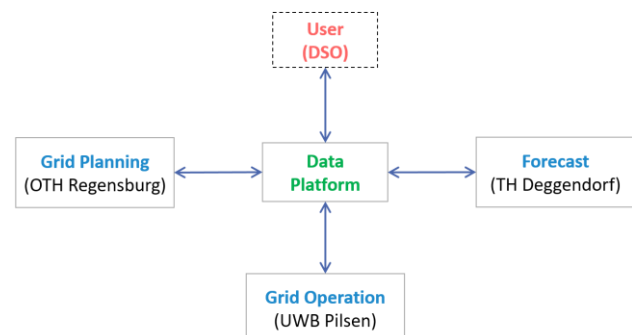 User
(DSO)
Grid Planning
(OTH Regensburg)
Data
Platform
Forecast
(TH Deggendorf)
Grid Operation
(UWB Pilsen)